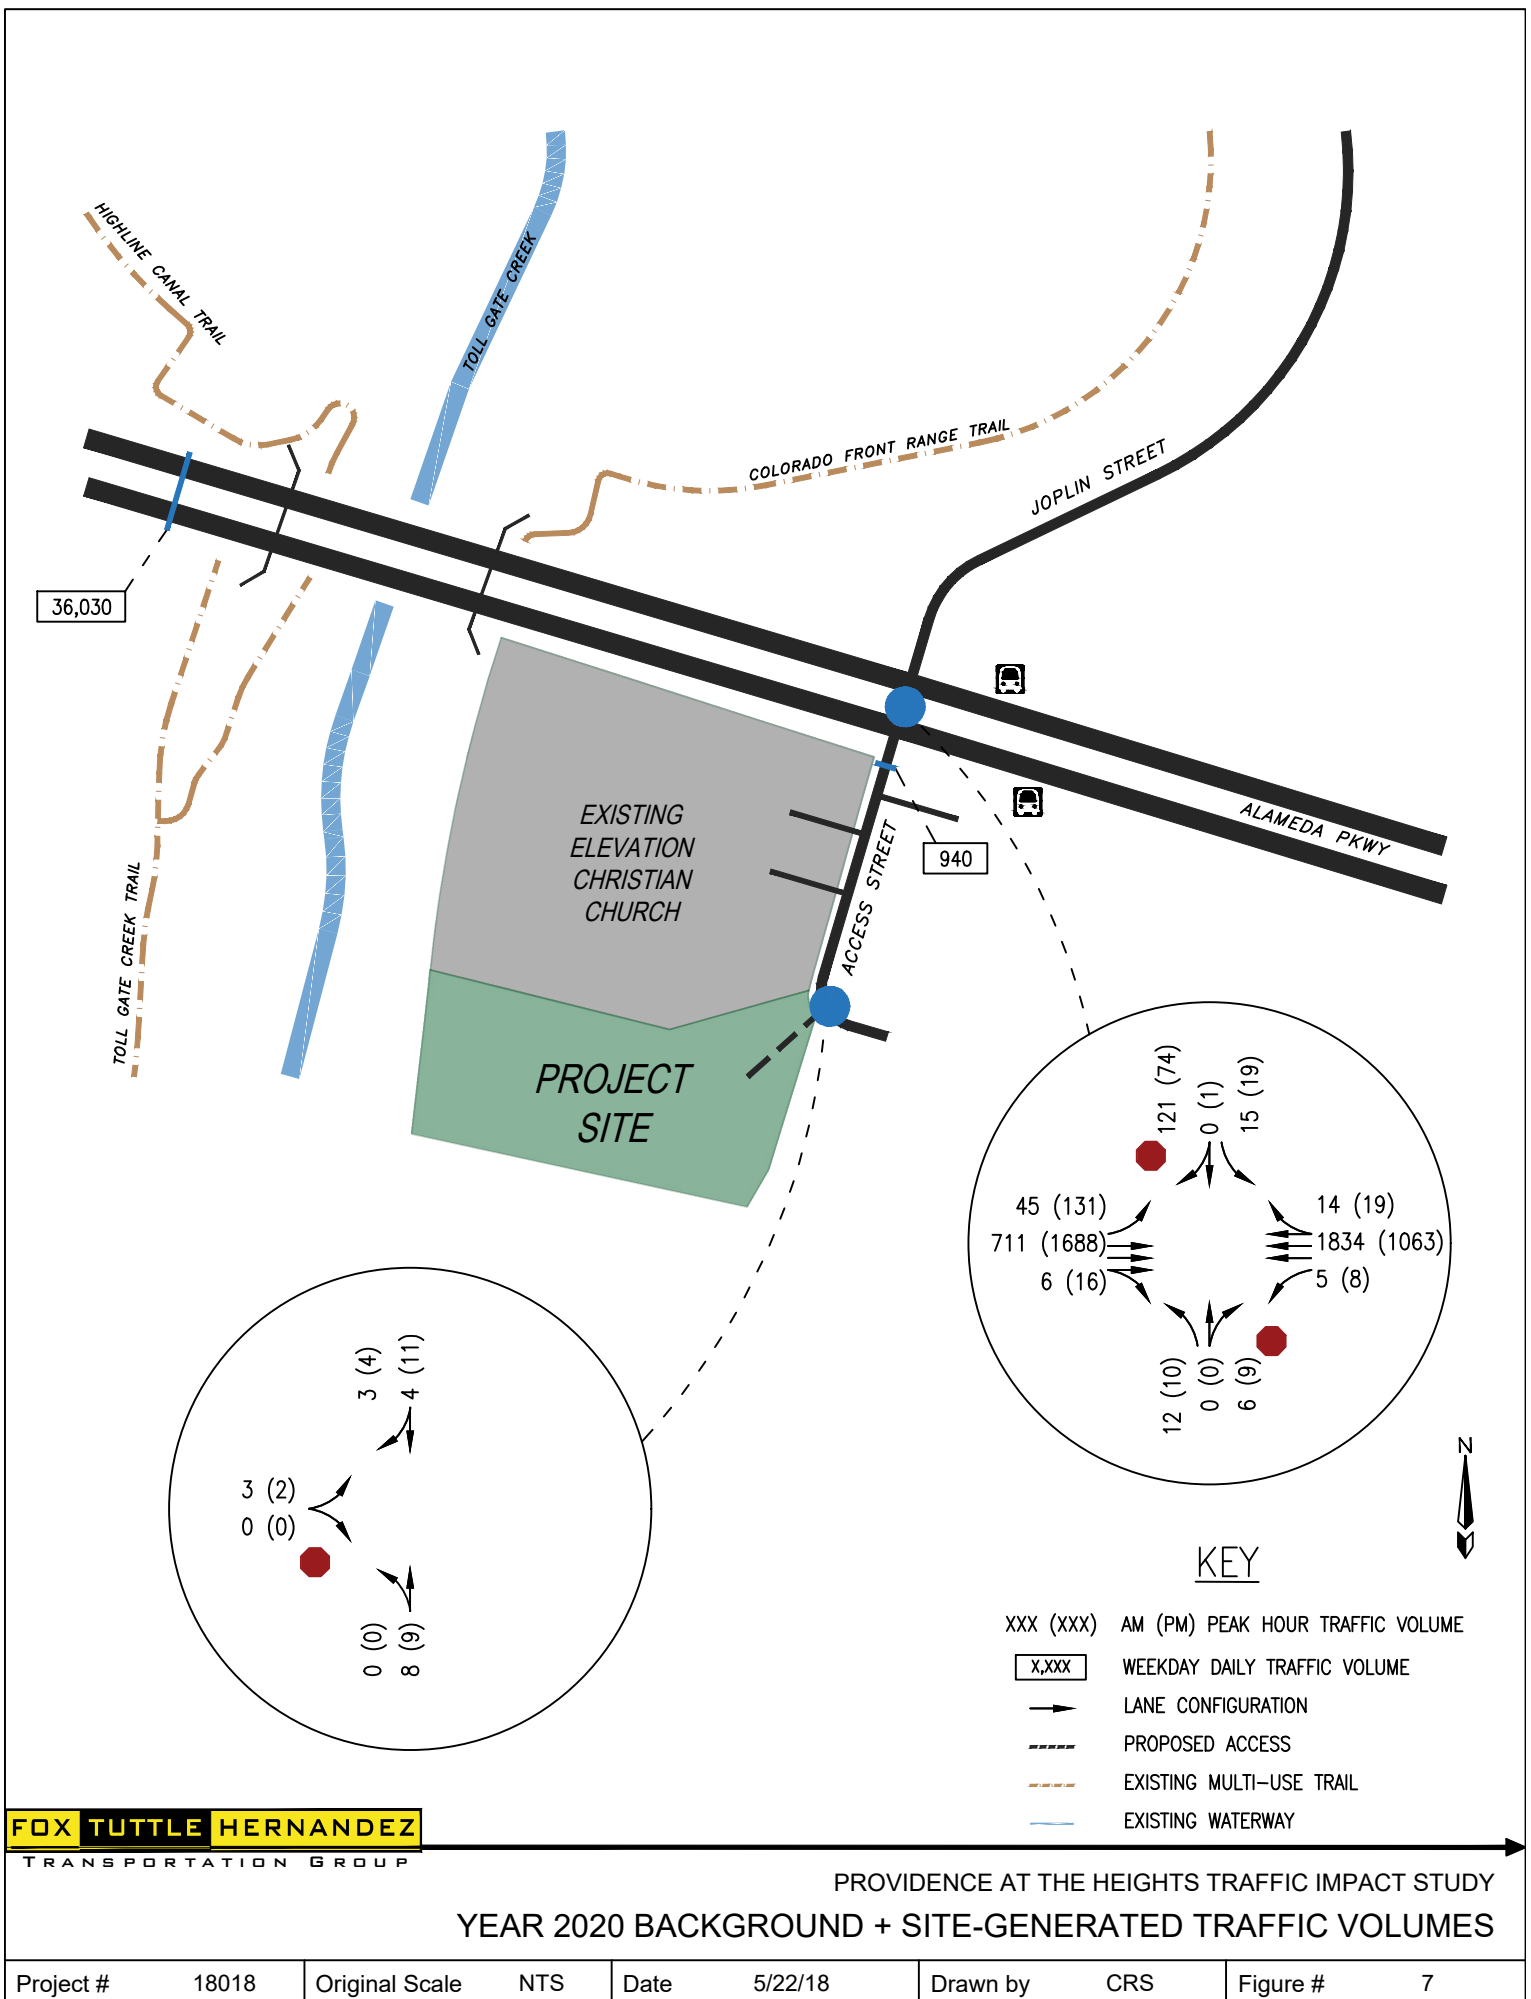 HIGHLINE CANAL TRAIL
TOLL GATE CREEK
COLORADO FRONT RANGE TRAIL
JOPLIN STREET
36,030
EXISTING
ELEVATION
CHRISTIAN
CHURCH
ALAMEDA PKWY
940
ACCESS STREET
TOLL GATE CREEK TRAIL
PROJECT
SITE
121 (74)
0 (1)
15 (19)
45 (131)
711 (1688)
6 (16)
14 (19)
1834 (1063)
5 (8)
12 (10)
0 (0)
6 (9)
3 (4)
4 (11)
3 (2)
0 (0)
0 (0)
8 (9)
N
KEY
XXX (XXX) AM (PM) PEAK HOUR TRAFFIC VOLUME
X,XXX WEEKDAY DAILY TRAFFIC VOLUME
LANE CONFIGURATION
PROPOSED ACCESS
EXISTING MULTI-USE TRAIL
EXISTING WATERWAY
FOX TUTTLE HERNANDEZ
TRANSPORTATION GROUP
PROVIDENCE AT THE HEIGHTS TRAFFIC IMPACT STUDY
YEAR 2020 BACKGROUND + SITE-GENERATED TRAFFIC VOLUMES
Project # 18018 Original Scale NTS Date 5/22/18 Drawn by CRS Figure # 7